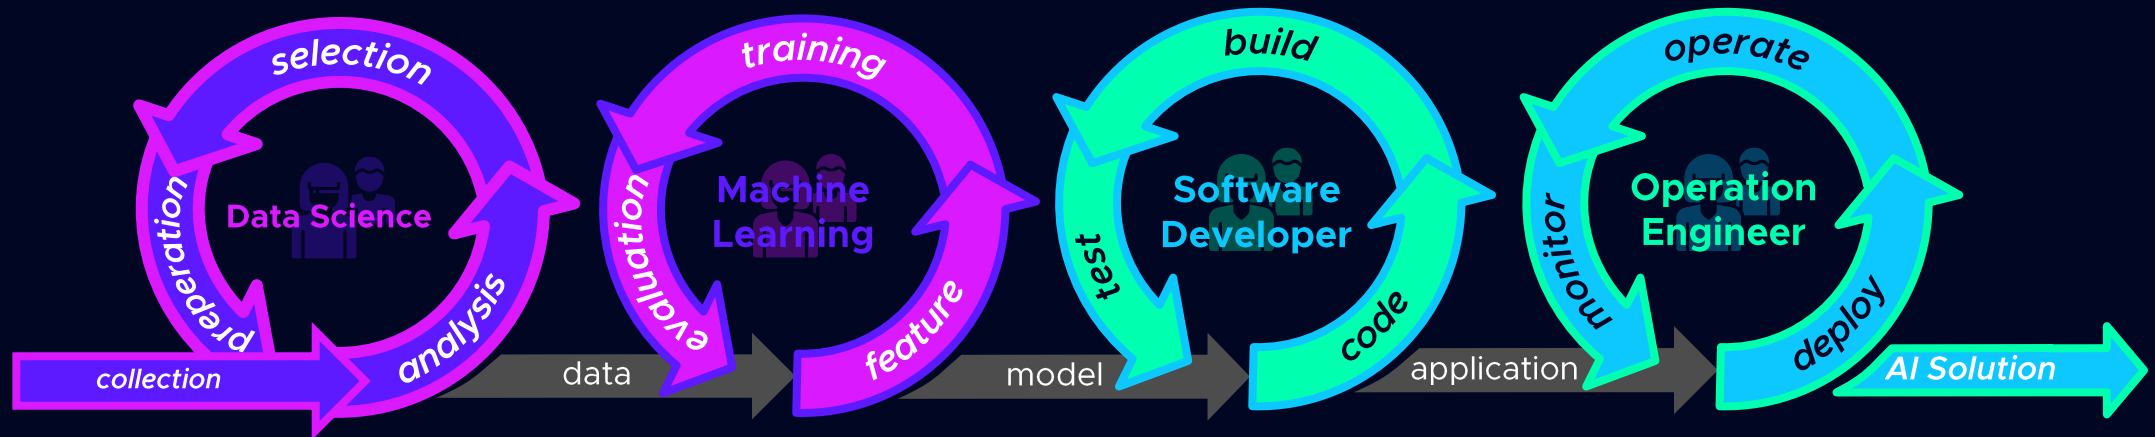 selection
preperation
Data Science
analysis
collection
data
training
evaluation
Machine
Learning
feature
model
build
test
Software
Developer
code
application
operate
monitor
Operation
Engineer
deploy
AI Solution